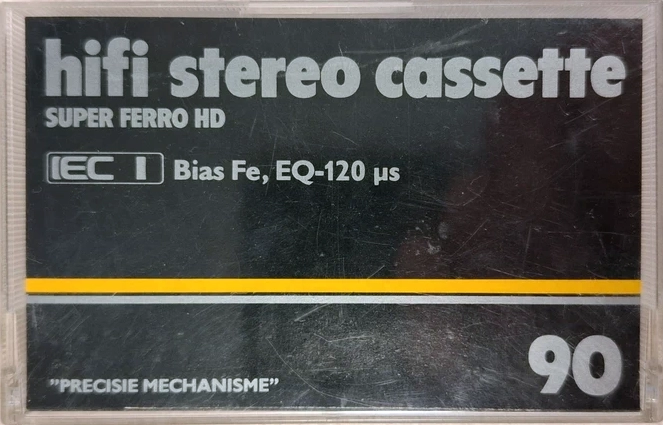 hifi stereo cassette
SUPER FERRO HD
IEC I Bias Fe, EQ-120 µs
90
"PRECISIE MECHANISME"